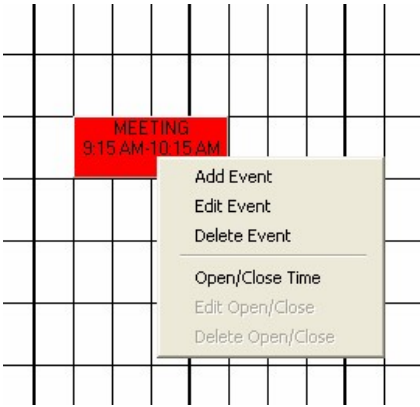 MEETING
9:15 AM-10:15 AM
Add Event
Edit Event
Delete Event
Open/Close Time
Edit Open/Close
Delete Open/Close